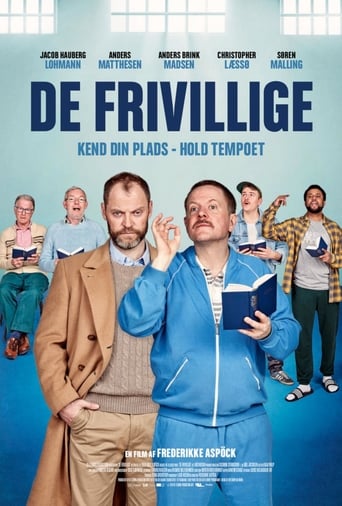 JACOB HAUBERG LOHMANN
ANDERS MATTHESEN
ANDERS BRINK MADSEN
CHRISTOPHER LÆSSØ
SØREN MALLING
DE FRIVILLIGE
KEND DIN PLADS - HOLD TEMPOET
EN FILM AF FREDERIKKE ASPÖCK